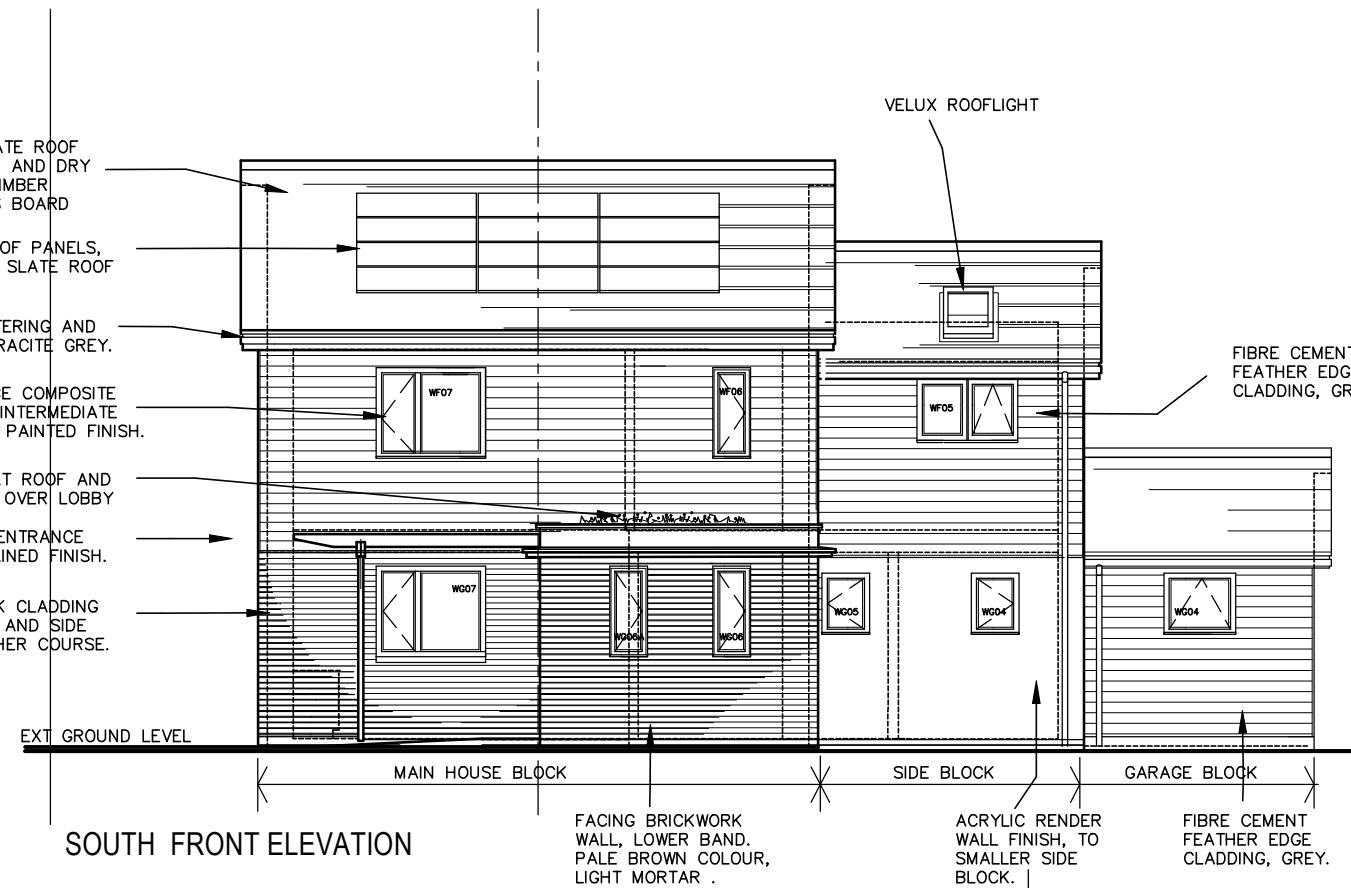 VELUX ROOFLIGHT
ATE ROOF
AND DRY
IMBER
S BOARD
OF PANELS,
SLATE ROOF
TERING AND
RACITE GREY.
CE COMPOSITE
INTERMEDIATE
PAINTED FINISH.
T ROOF AND
OVER LOBBY
ENTRANCE
INED FINISH.
K CLADDING
AND SIDE
HER COURSE.
EXT GROUND LEVEL
FIBRE CEMENT
FEATHER EDGE
CLADDING, GR
WF07
WF06
WF05
WG07
WG06A
WG06
WG05
WG04
WG04
MAIN HOUSE BLOCK
SIDE BLOCK
GARAGE BLOCK
SOUTH FRONT ELEVATION
FACING BRICKWORK
WALL, LOWER BAND.
PALE BROWN COLOUR,
LIGHT MORTAR .
ACRYLIC RENDER
WALL FINISH, TO
SMALLER SIDE
BLOCK.
FIBRE CEMENT
FEATHER EDGE
CLADDING, GREY.